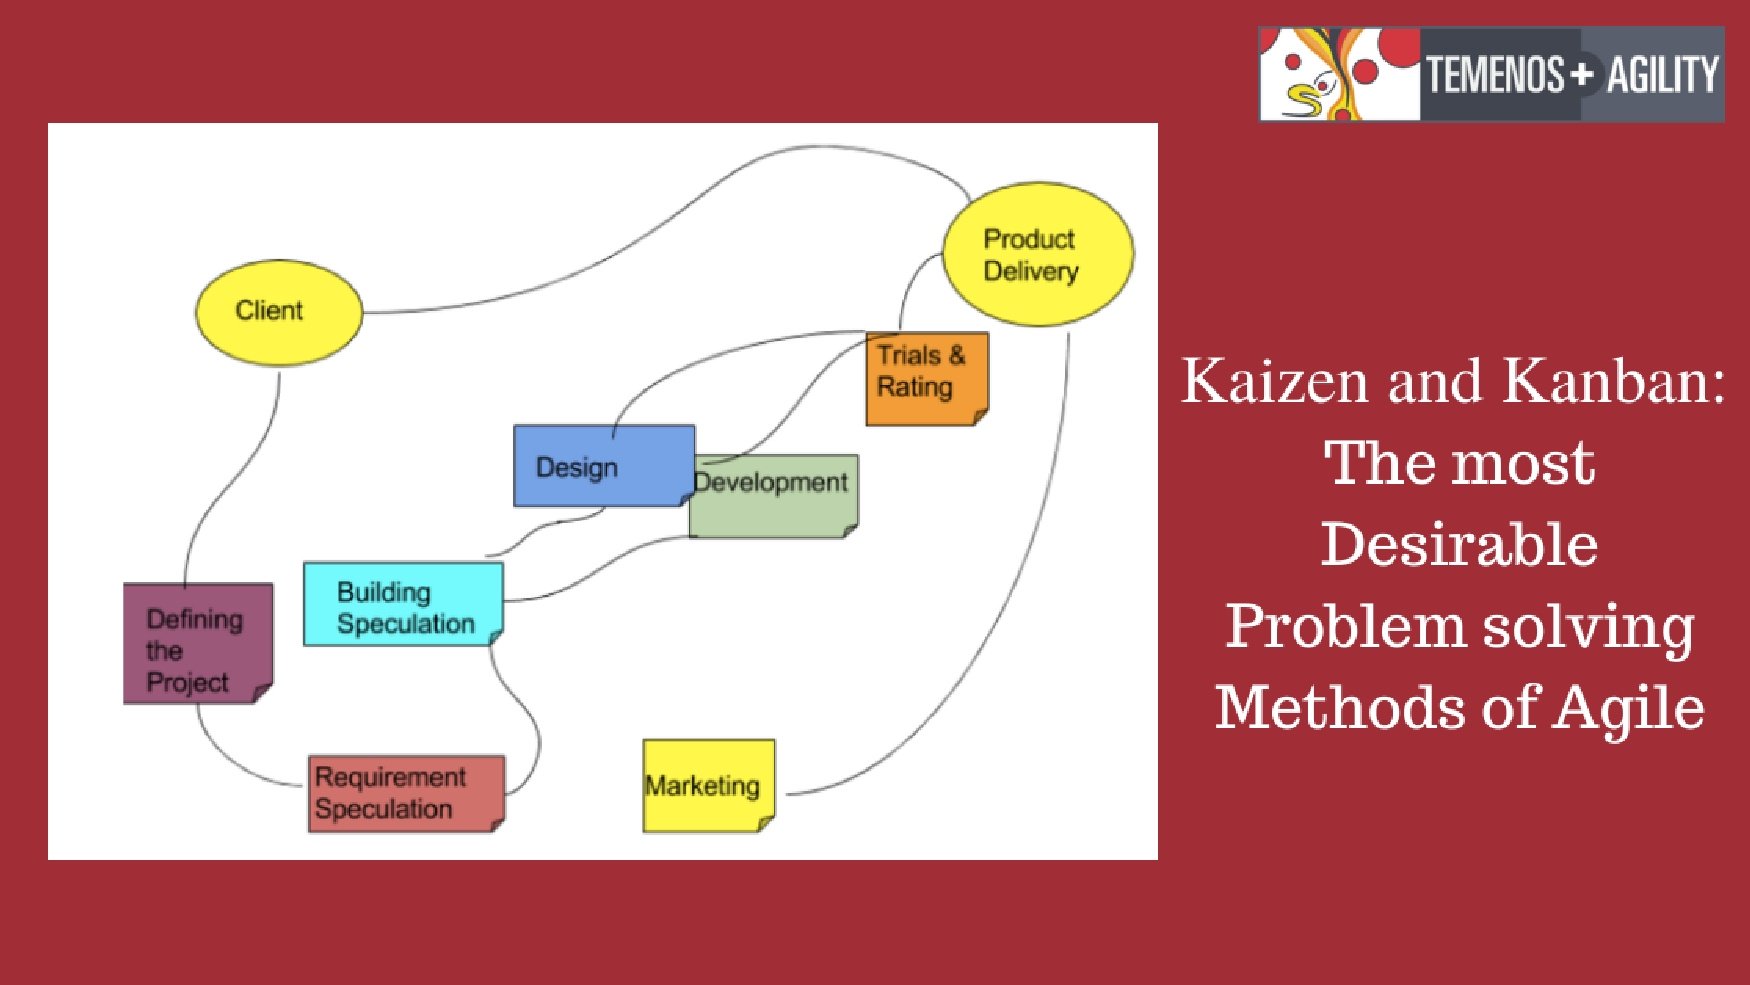 TEMENOS + AGILITY
Product
Delivery
Client
Trials &
Rating
Design
Development
Building
Speculation
Defining
the
Project
Requirement
Speculation
Marketing
Kaizen and Kanban:
The most
Desirable
Problem solving
Methods of Agile